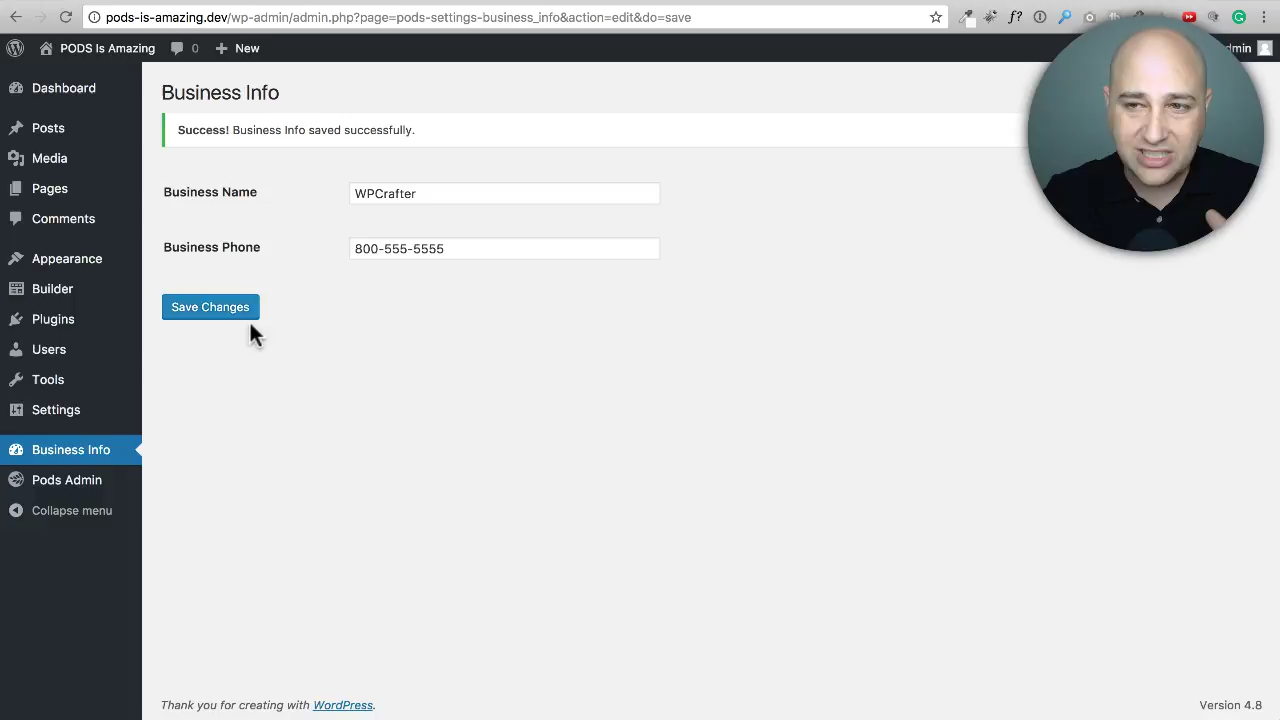 pods-is-amazing.dev/wp-admin/admin.php?page=pods-settings-business_info&action=edit&do=save
f?
PODS Is Amazing
0
New
dmin
Dashboard
Posts
Media
Pages
Comments
Appearance
Builder
Plugins
Users
Tools
Settings
Business Info
Pods Admin
Collapse menu
Business Info
Success! Business Info saved successfully.
Business Name
WPCrafter
Business Phone
800-555-5555
Save Changes
Thank you for creating with WordPress.
Version 4.8